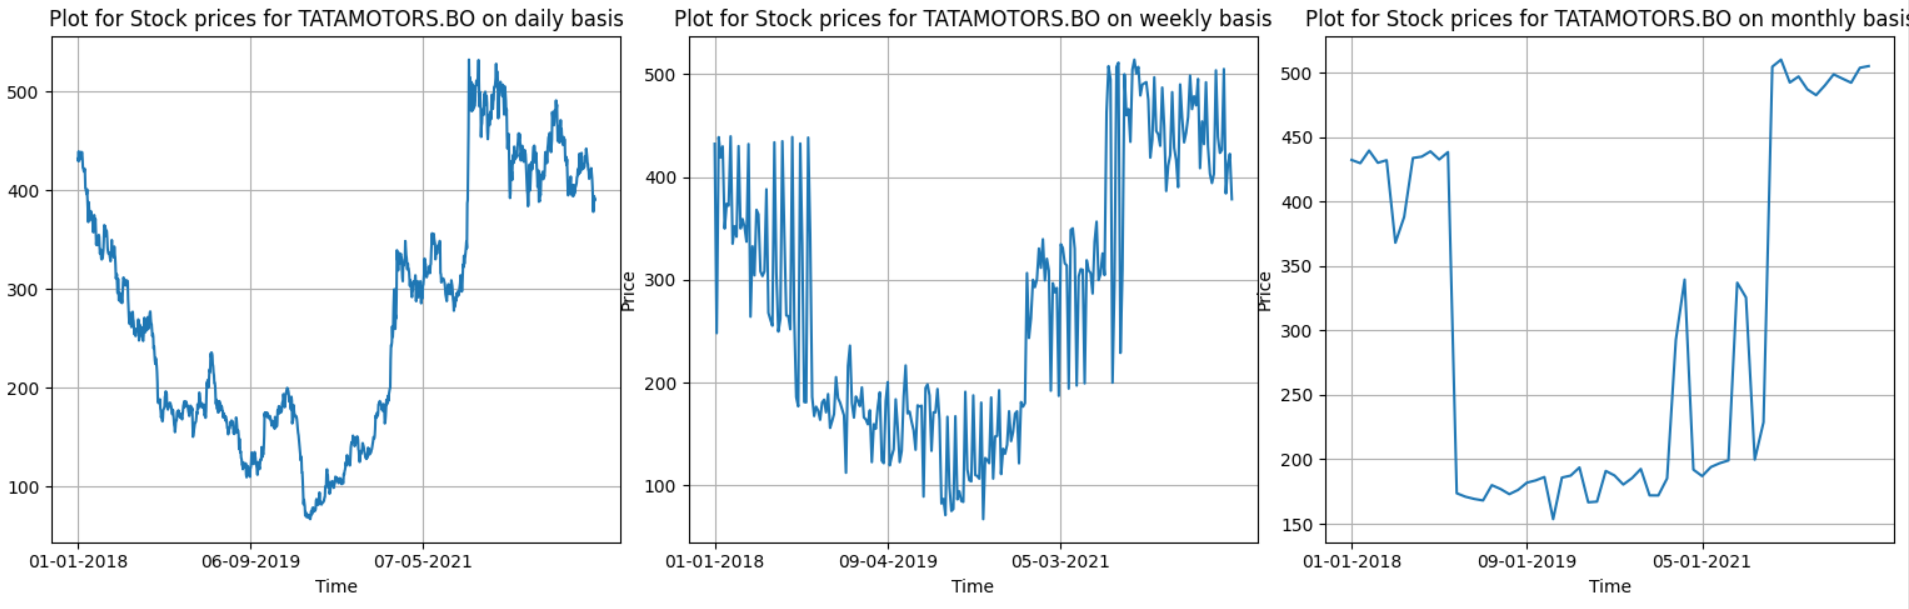 Plot for Stock prices for TATAMOTORS.BO on daily basis
500
400
300
200
100
01-01-2018 06-09-2019 07-05-2021
Time
Plot for Stock prices for TATAMOTORS.BO on weekly basis
Price
500
400
300
200
100
01-01-2018 09-04-2019 05-03-2021
Time
Plot for Stock prices for TATAMOTORS.BO on monthly basis
Price
500
450
400
350
300
250
200
150
01-01-2018 09-01-2019 05-01-2021
Time